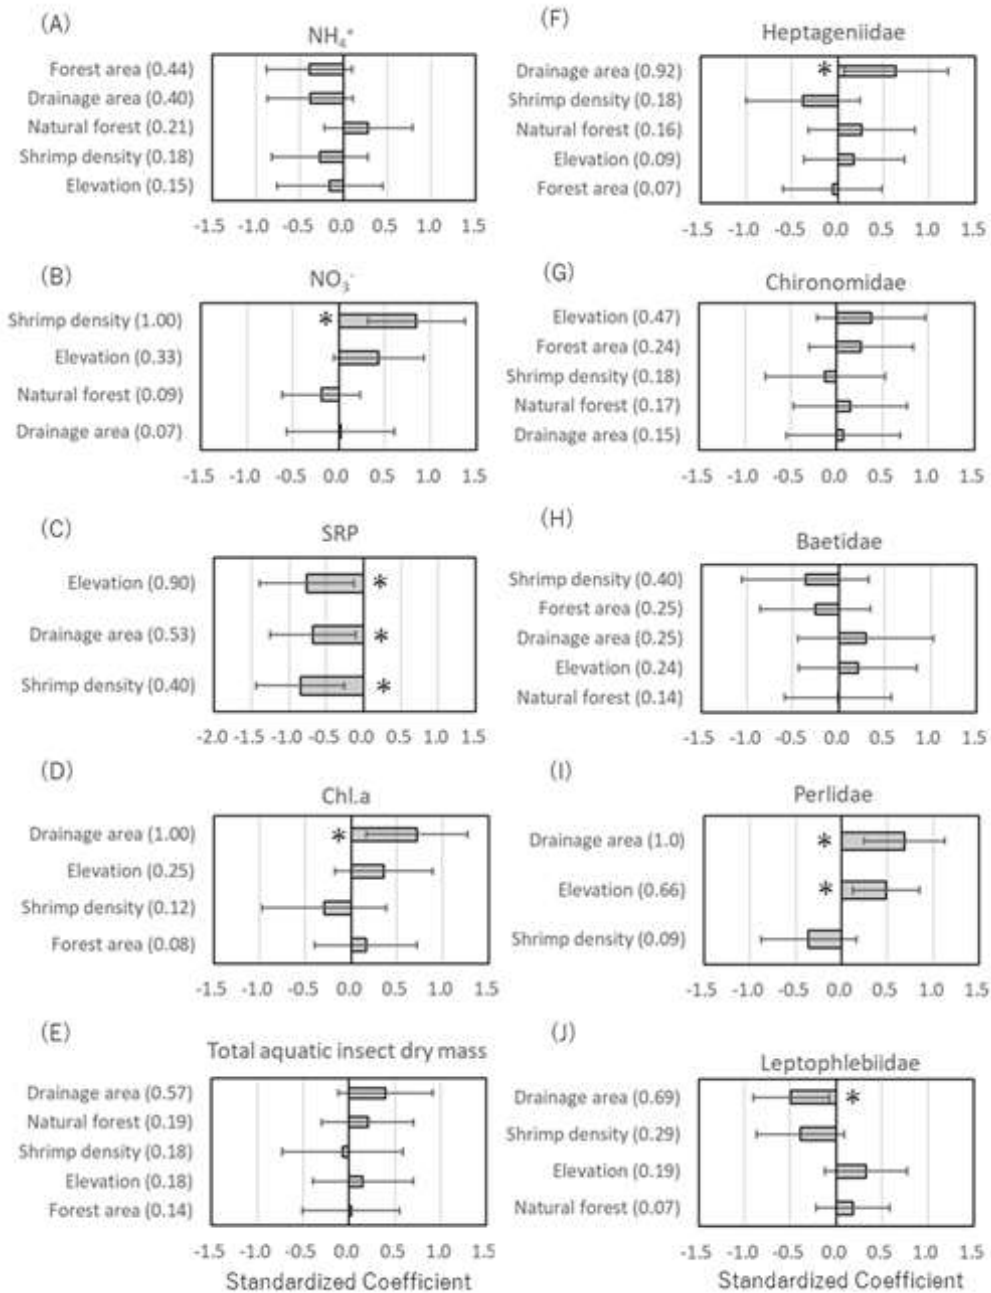 (A)
NH₄⁺
Forest area (0.44)
Drainage area (0.40)
Natural forest (0.21)
Shrimp density (0.18)
Elevation (0.15)
-1.5 -1.0 -0.5 0.0 0.5 1.0 1.5
(B)
NO₃⁻
Shrimp density (1.00) *
Elevation (0.33)
Natural forest (0.09)
Drainage area (0.07)
-1.5 -1.0 -0.5 0.0 0.5 1.0 1.5
(C)
SRP
Elevation (0.90) *
Drainage area (0.53) *
Shrimp density (0.40) *
-2.0 -1.5 -1.0 -0.5 0.0 0.5 1.0 1.5
(D)
Chl.a
Drainage area (1.00) *
Elevation (0.25)
Shrimp density (0.12)
Forest area (0.08)
-1.5 -1.0 -0.5 0.0 0.5 1.0 1.5
(E)
Total aquatic insect dry mass
Drainage area (0.57)
Natural forest (0.19)
Shrimp density (0.18)
Elevation (0.18)
Forest area (0.14)
-1.5 -1.0 -0.5 0.0 0.5 1.0 1.5
Standardized Coefficient
(F)
Heptageniidae
Drainage area (0.92) *
Shrimp density (0.18)
Natural forest (0.16)
Elevation (0.09)
Forest area (0.07)
-1.5 -1.0 -0.5 0.0 0.5 1.0 1.5
(G)
Chironomidae
Elevation (0.47)
Forest area (0.24)
Shrimp density (0.18)
Natural forest (0.17)
Drainage area (0.15)
-1.5 -1.0 -0.5 0.0 0.5 1.0 1.5
(H)
Baetidae
Shrimp density (0.40)
Forest area (0.25)
Drainage area (0.25)
Elevation (0.24)
Natural forest (0.14)
-1.5 -1.0 -0.5 0.0 0.5 1.0 1.5
(I)
Perlidae
Drainage area (1.0) *
Elevation (0.66) *
Shrimp density (0.09)
-1.5 -1.0 -0.5 0.0 0.5 1.0 1.5
(J)
Leptophlebiidae
Drainage area (0.69) *
Shrimp density (0.29)
Elevation (0.19)
Natural forest (0.07)
-1.5 -1.0 -0.5 0.0 0.5 1.0 1.5
Standardized Coefficient